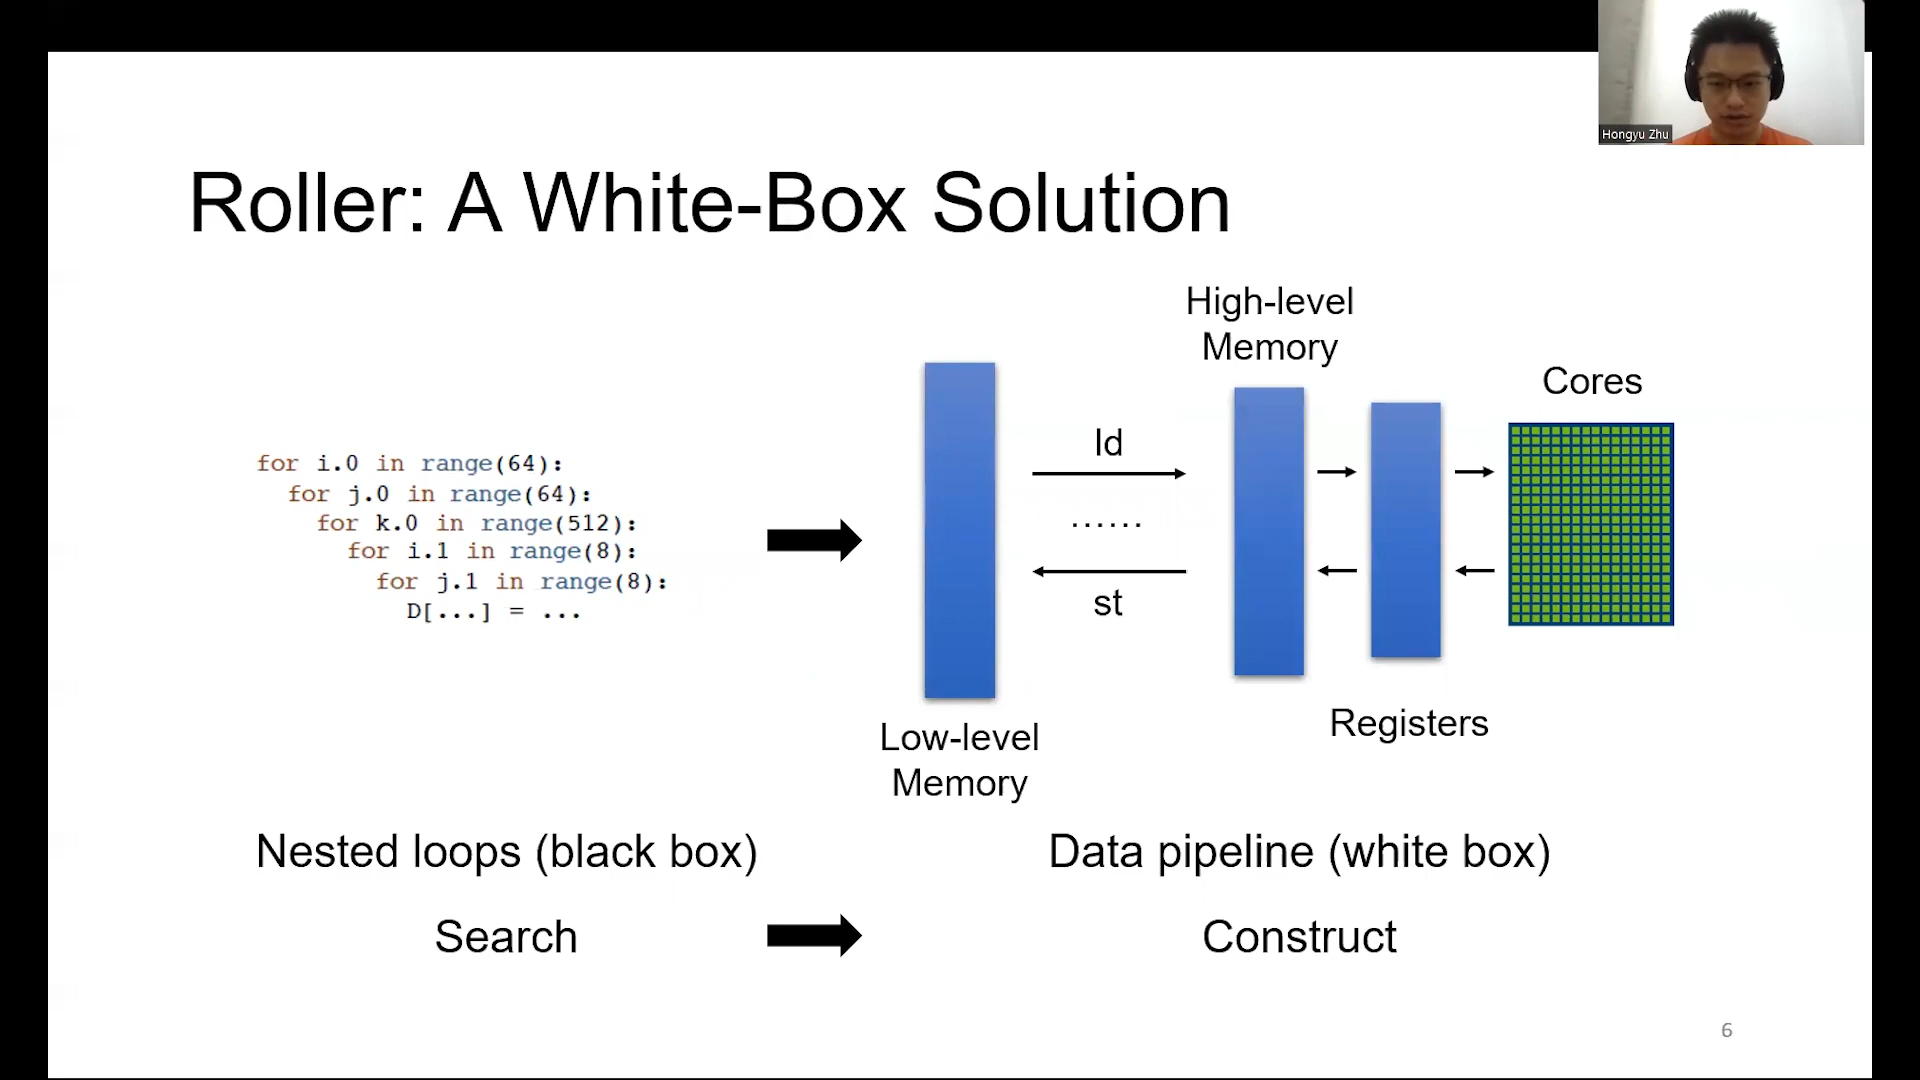 Hongyu Zhu
Roller: A White-Box Solution
for i.0 in range(64):
for j.0 in range(64):
for k.0 in range(512):
for i.1 in range(8):
for j.1 in range(8):
D[...] = ...
Low-level
Memory
ld
......
st
High-level
Memory
Registers
Cores
Nested loops (black box)
Data pipeline (white box)
Search
Construct
6